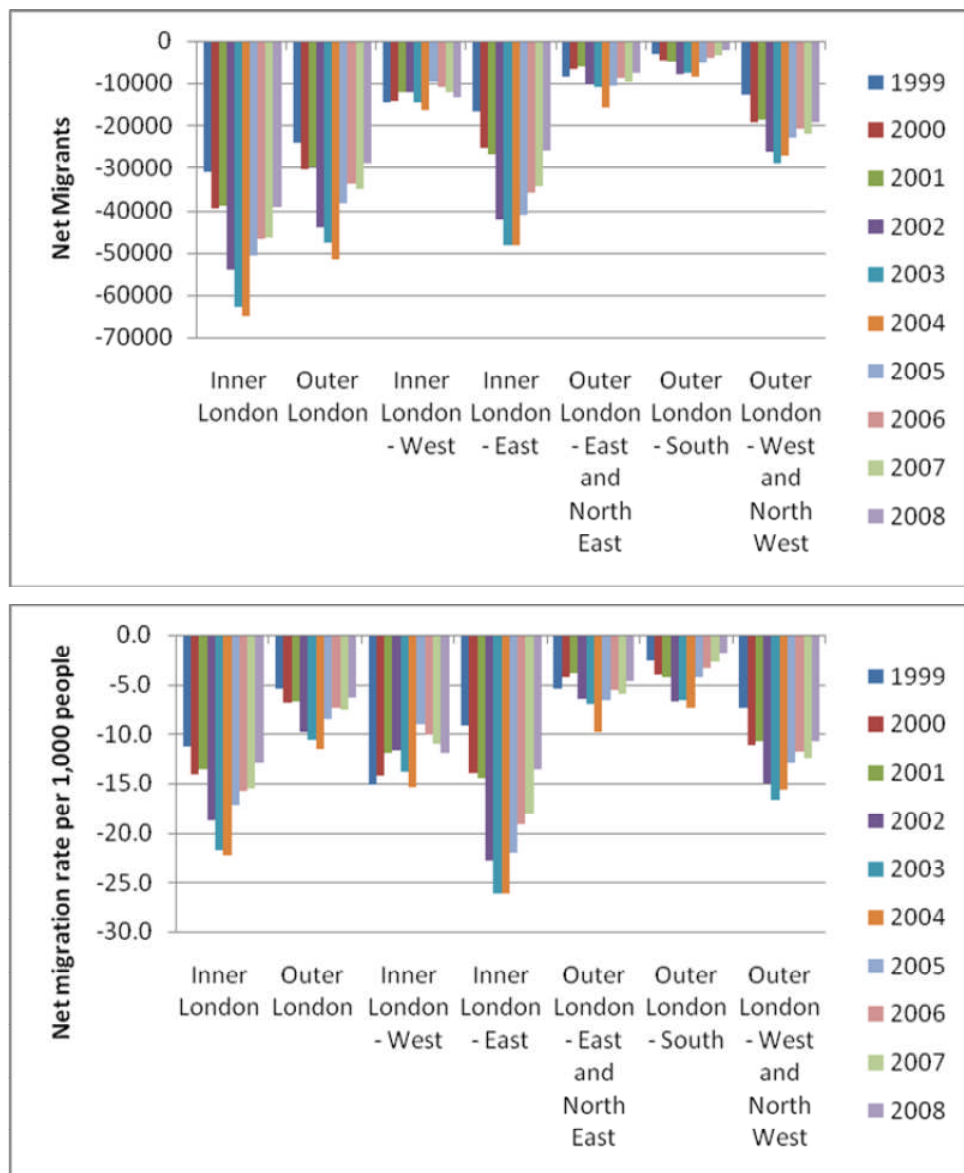 0
-10000
-20000
-30000
-40000
-50000
-60000
-70000
Net Migrants
Inner London
Outer London
Inner London - West
Inner London - East
Outer London - East and North East
Outer London - South
Outer London - West and North West
1999
2000
2001
2002
2003
2004
2005
2006
2007
2008
0.0
-5.0
-10.0
-15.0
-20.0
-25.0
-30.0
Net migration rate per 1,000 people
Inner London
Outer London
Inner London - West
Inner London - East
Outer London - East and North East
Outer London - South
Outer London - West and North West
1999
2000
2001
2002
2003
2004
2005
2006
2007
2008